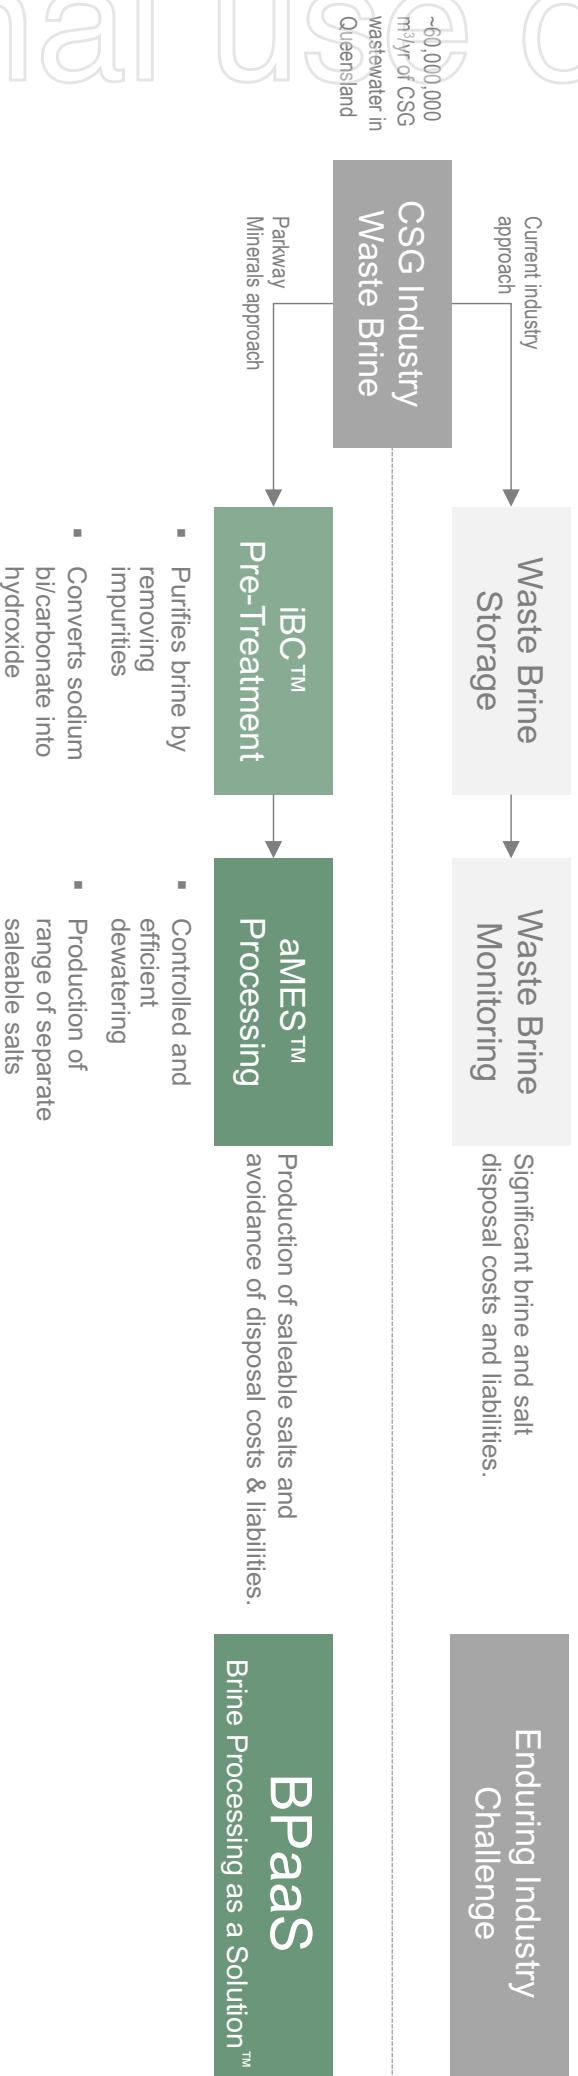 nal use o
~60,000,000
m³/yr of CSG
wastewater in
Queensland
CSG Industry
Waste Brine
Current industry
approach
Waste Brine
Storage
Waste Brine
Monitoring
Significant brine and salt
disposal costs and liabilities.
Enduring Industry
Challenge
Parkway
Minerals approach
iBC™
Pre-Treatment
▪ Purifies brine by
removing
impurities
▪ Converts sodium
bi/carbonate into
hydroxide
aMES™
Processing
▪ Controlled and
efficient
dewatering
▪ Production of
range of separate
saleable salts
Production of saleable salts and
avoidance of disposal costs & liabilities.
BPaaS
Brine Processing as a Solution™